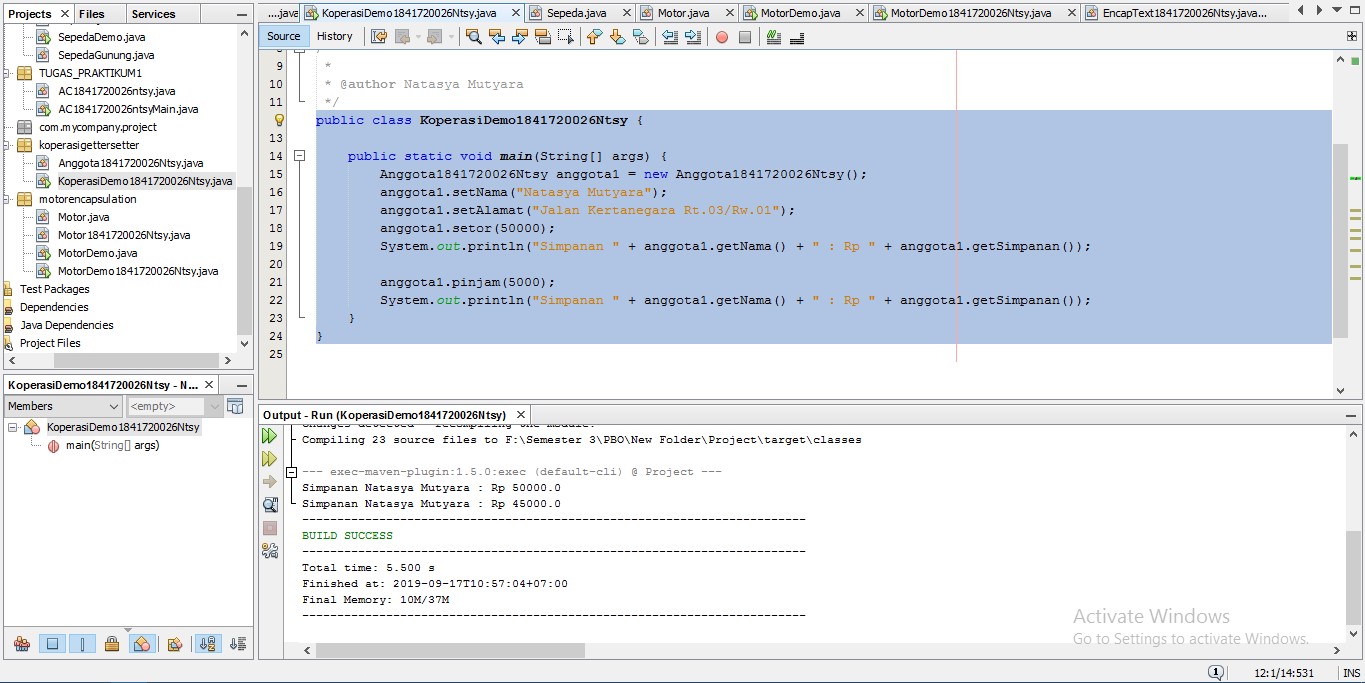 Projects
Files
Services
SepedaDemo.java
SepedaGunung.java
TUGAS_PRAKTIKUM1
AC1841720026ntsy.java
AC1841720026ntsyMain.java
com.mycompany.project
koperasigettersetter
Anggota1841720026Ntsy.java
KoperasiDemo1841720026Ntsy.java
motorencapsulation
Motor.java
Motor1841720026Ntsy.java
MotorDemo.java
MotorDemo1841720026Ntsy.java
Test Packages
Dependencies
Java Dependencies
Project Files
KoperasiDemo1841720026Ntsy - N...
Members
<empty>
KoperasiDemo1841720026Ntsy
main(String[] args)
....java
KoperasiDemo1841720026Ntsy.java
Sepeda.java
Motor.java
MotorDemo.java
MotorDemo1841720026Ntsy.java
EncapText1841720026Ntsy.java...
Source
History
9 *
10 * @author Natasya Mutyara
11 */
public class KoperasiDemo1841720026Ntsy {
13
14 public static void main(String[] args) {
15 Anggota1841720026Ntsy anggota1 = new Anggota1841720026Ntsy();
16 anggota1.setNama("Natasya Mutyara");
17 anggota1.setAlamat("Jalan Kertanegara Rt.03/Rw.01");
18 anggota1.setor(50000);
19 System.out.println("Simpanan " + anggota1.getNama() + " : Rp " + anggota1.getSimpanan());
20
21 anggota1.pinjam(5000);
22 System.out.println("Simpanan " + anggota1.getNama() + " : Rp " + anggota1.getSimpanan());
23 }
24 }
25
Output - Run (KoperasiDemo1841720026Ntsy)
Changes detected - recompiling the module!
Compiling 23 source files to F:\Semester 3\PBO\New Folder\Project\target\classes
--- exec-maven-plugin:1.5.0:exec (default-cli) @ Project ---
Simpanan Natasya Mutyara : Rp 50000.0
Simpanan Natasya Mutyara : Rp 45000.0
------------------------------------------------------------------------
BUILD SUCCESS
------------------------------------------------------------------------
Total time: 5.500 s
Finished at: 2019-09-17T10:57:04+07:00
Final Memory: 10M/37M
------------------------------------------------------------------------
Activate Windows
Go to Settings to activate Windows.
1
12:1/14:531
INS